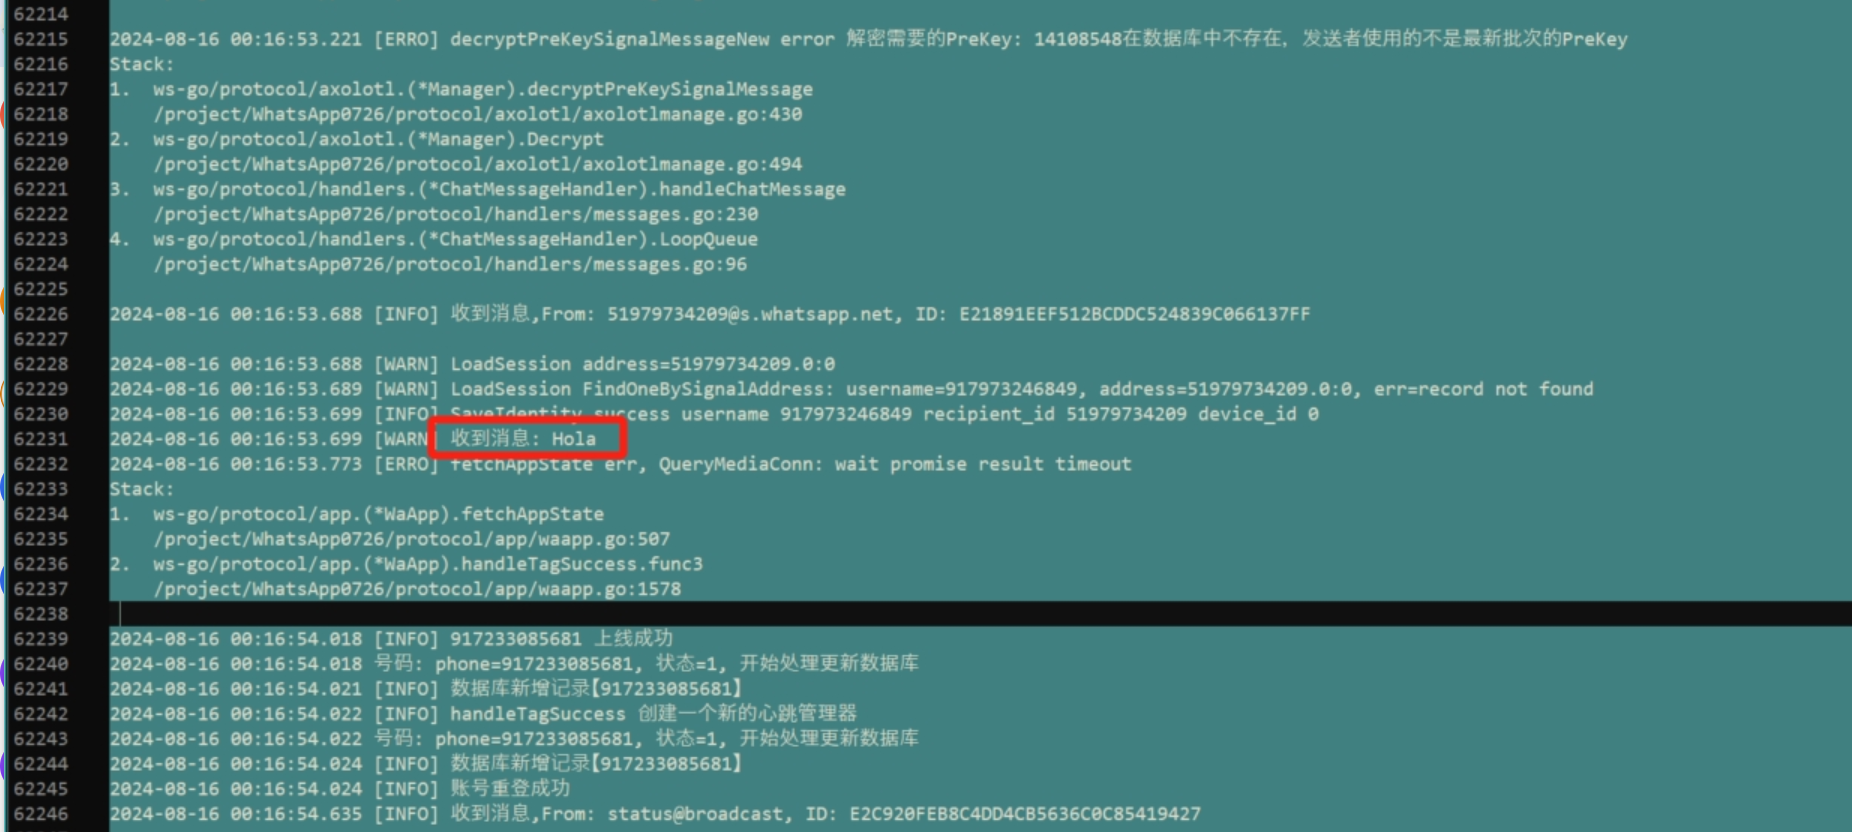 62214
62215 2024-08-16 00:16:53.221 [ERRO] decryptPreKeySignalMessageNew error 解密需要的PreKey: 14108548在数据库中不存在, 发送者使用的不是最新批次的PreKey
62216 Stack:
62217 1. ws-go/protocol/axolotl.(*Manager).decryptPreKeySignalMessage
62218 /project/WhatsApp0726/protocol/axolotl/axolotlmanage.go:430
62219 2. ws-go/protocol/axolotl.(*Manager).Decrypt
62220 /project/WhatsApp0726/protocol/axolotl/axolotlmanage.go:494
62221 3. ws-go/protocol/handlers.(*ChatMessageHandler).handleChatMessage
62222 /project/WhatsApp0726/protocol/handlers/messages.go:230
62223 4. ws-go/protocol/handlers.(*ChatMessageHandler).LoopQueue
62224 /project/WhatsApp0726/protocol/handlers/messages.go:96
62225
62226 2024-08-16 00:16:53.688 [INFO] 收到消息,From: 51979734209@s.whatsapp.net, ID: E21891EEF512BCDDC524839C066137FF
62227
62228 2024-08-16 00:16:53.688 [WARN] LoadSession address=51979734209.0:0
62229 2024-08-16 00:16:53.689 [WARN] LoadSession FindOneBySignalAddress: username=917973246849, address=51979734209.0:0, err=record not found
62230 2024-08-16 00:16:53.699 [INFO] SaveIdentity success username 917973246849 recipient_id 51979734209 device_id 0
62231 2024-08-16 00:16:53.699 [WARN] 收到消息: Hola
62232 2024-08-16 00:16:53.773 [ERRO] fetchAppState err, QueryMediaConn: wait promise result timeout
62233 Stack:
62234 1. ws-go/protocol/app.(*WaApp).fetchAppState
62235 /project/WhatsApp0726/protocol/app/waapp.go:507
62236 2. ws-go/protocol/app.(*WaApp).handleTagSuccess.func3
62237 /project/WhatsApp0726/protocol/app/waapp.go:1578
62238
62239 2024-08-16 00:16:54.018 [INFO] 917233085681 上线成功
62240 2024-08-16 00:16:54.018 号码: phone=917233085681, 状态=1, 开始处理更新数据库
62241 2024-08-16 00:16:54.021 [INFO] 数据库新增记录【917233085681】
62242 2024-08-16 00:16:54.022 [INFO] handleTagSuccess 创建一个新的心跳管理器
62243 2024-08-16 00:16:54.022 号码: phone=917233085681, 状态=1, 开始处理更新数据库
62244 2024-08-16 00:16:54.024 [INFO] 数据库新增记录【917233085681】
62245 2024-08-16 00:16:54.024 [INFO] 账号重登成功
62246 2024-08-16 00:16:54.635 [INFO] 收到消息,From: status@broadcast, ID: E2C920FEB8C4DD4CB5636C0C85419427